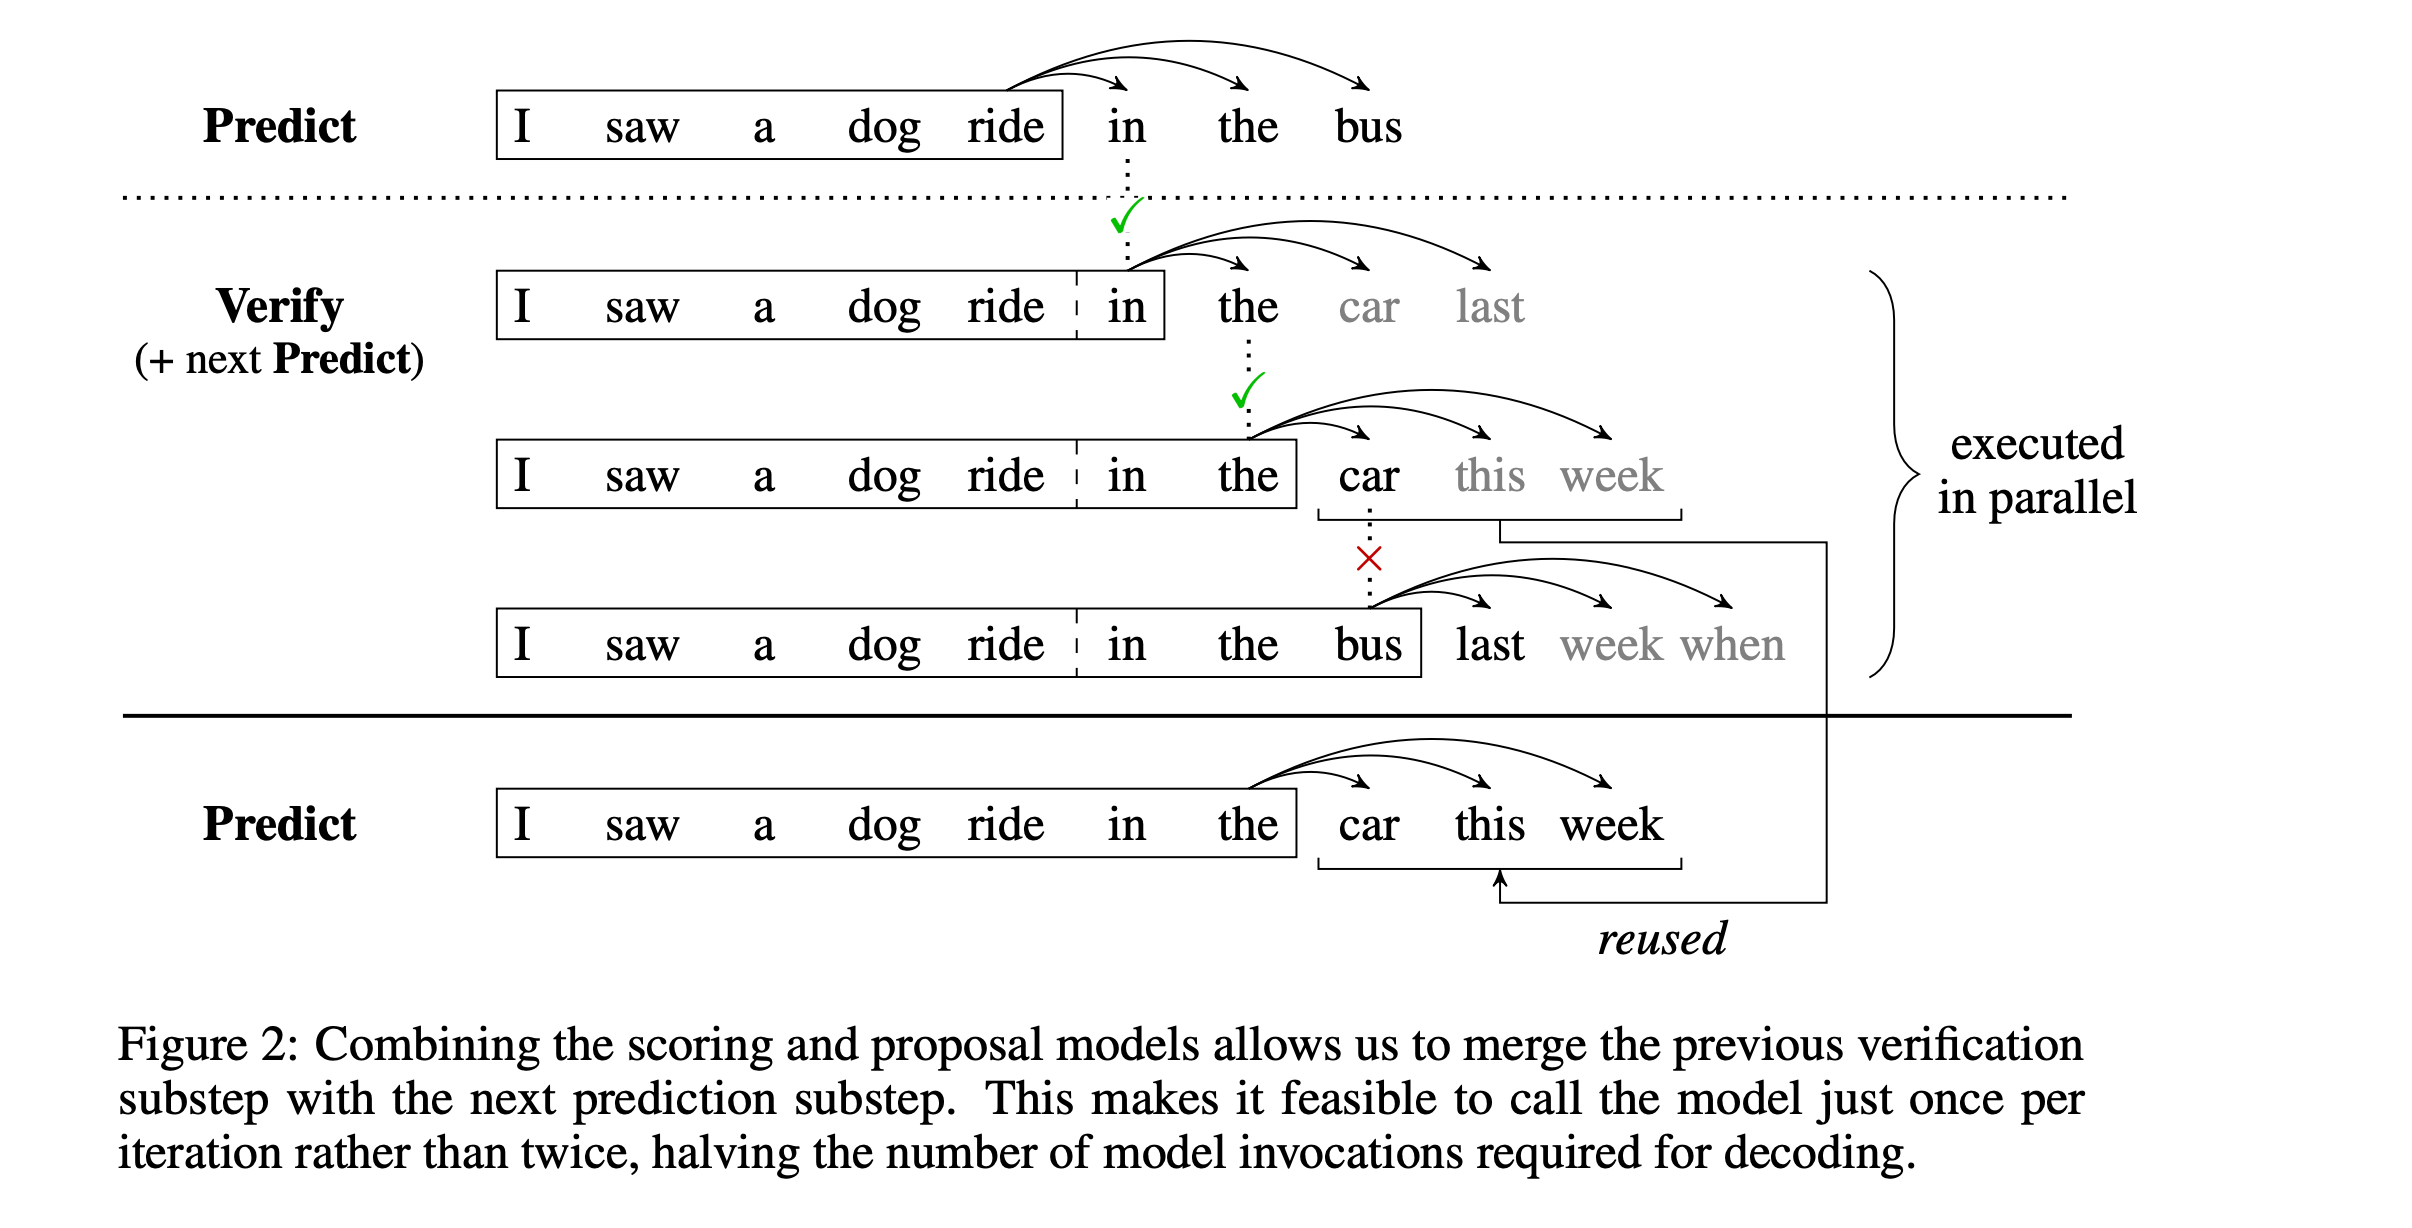 Predict I saw a dog ride in the bus
✓
Verify I saw a dog ride in the car last
(+ next Predict)
✓
I saw a dog ride in the car this week
executed
in parallel
×
I saw a dog ride in the bus last week when
Predict I saw a dog ride in the car this week
reused
Figure 2: Combining the scoring and proposal models allows us to merge the previous verification
substep with the next prediction substep. This makes it feasible to call the model just once per
iteration rather than twice, halving the number of model invocations required for decoding.